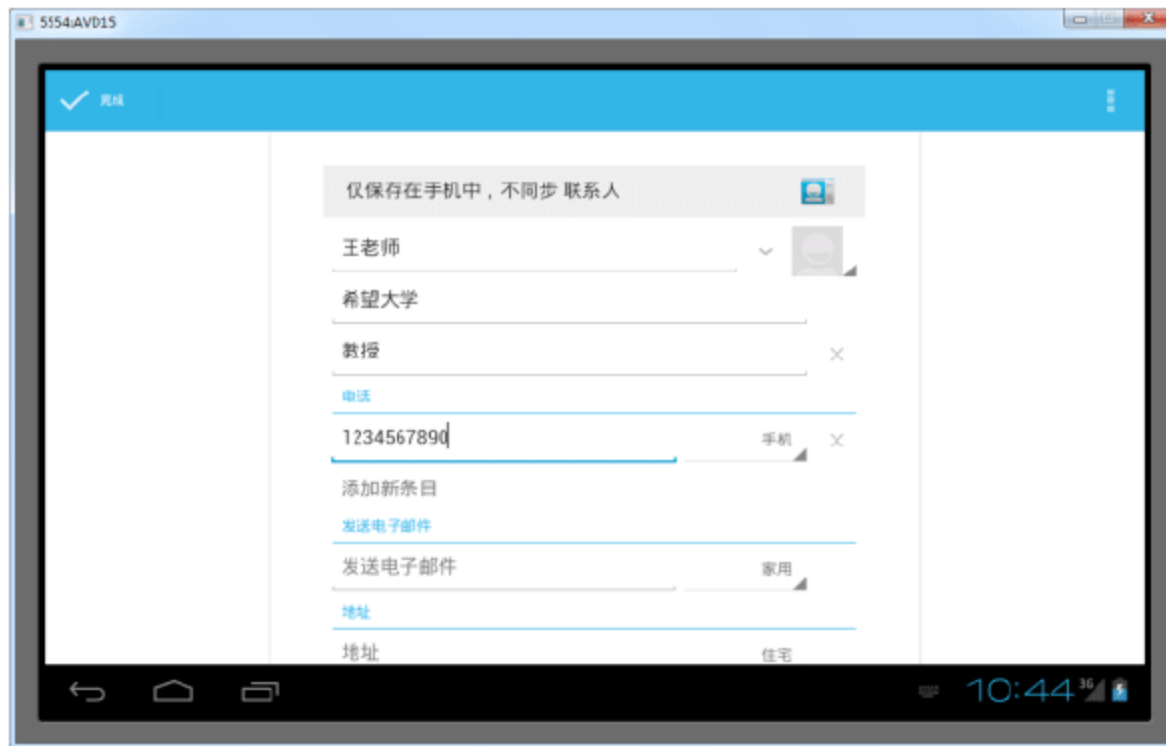 5554:AVD15
完成
仅保存在手机中，不同步 联系人
王老师
希望大学
教授
电话
1234567890 手机
添加新条目
发送电子邮件
发送电子邮件 家用
地址
地址 住宅
10:44 3G